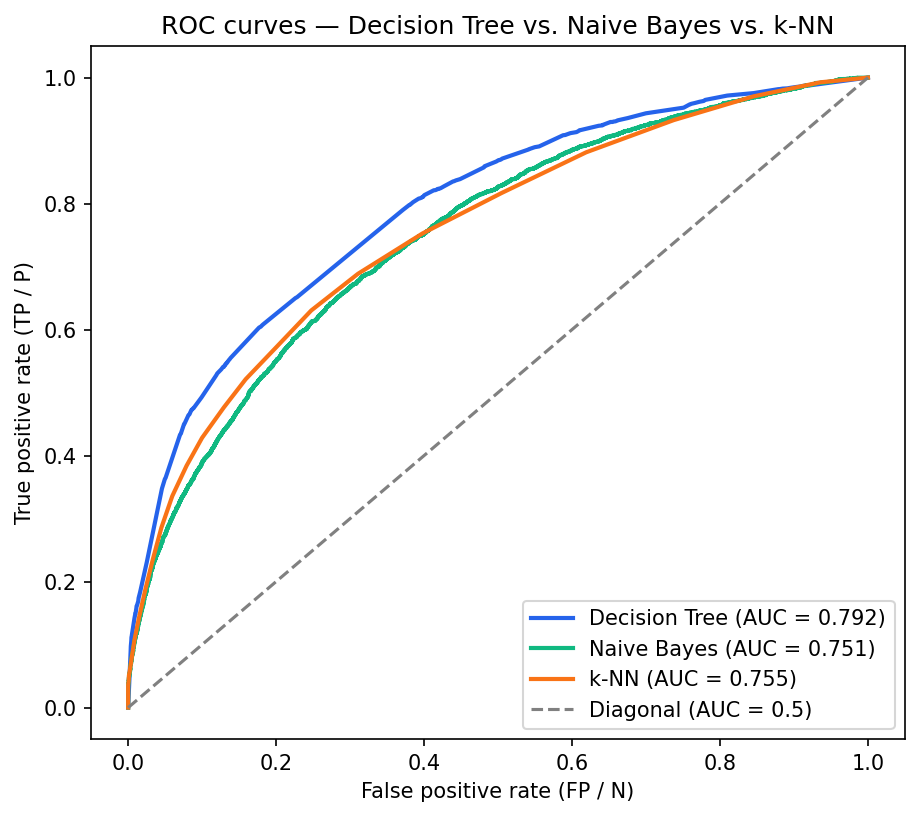 ROC curves — Decision Tree vs. Naive Bayes vs. k-NN
True positive rate (TP / P)
1.0
0.8
0.6
0.4
0.2
0.0
Decision Tree (AUC = 0.792)
Naive Bayes (AUC = 0.751)
k-NN (AUC = 0.755)
Diagonal (AUC = 0.5)
0.0 0.2 0.4 0.6 0.8 1.0
False positive rate (FP / N)